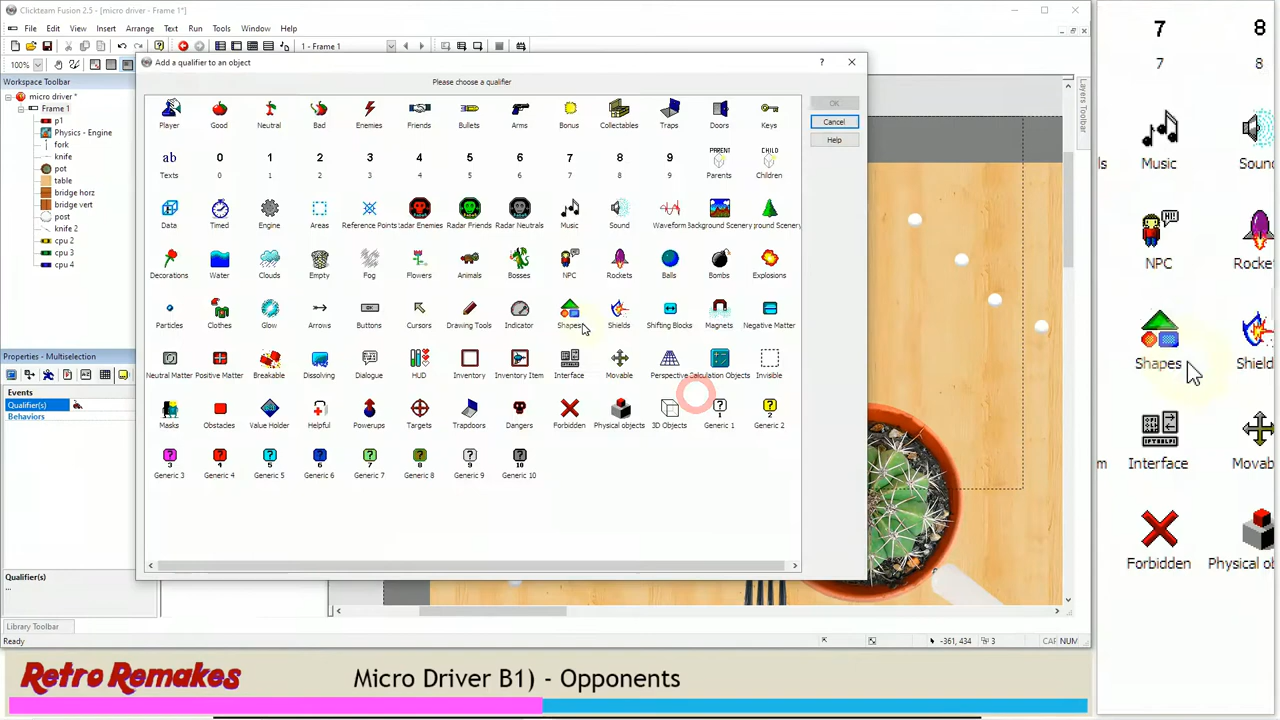 Clickteam Fusion 2.5 - [micro driver - Frame 1*]
File Edit View Insert Arrange Text Run Tools Window Help
1 - Frame 1
100%
Add a qualifier to an object
Workspace Toolbar
Please choose a qualifier
micro driver *
Frame 1
p1
Physics - Engine
fork
knife
pot
table
bridge horz
bridge vert
post
knife 2
cpu 2
cpu 3
cpu 4
Player Good Neutral Bad Enemies Friends Bullets Arms Bonus Collectables Traps Doors Keys
ab 0 1 2 3 4 5 6 7 8 9
Texts 0 1 2 3 4 5 6 7 8 9 Parents Children
Data Timed Engine Areas Reference Points Radar Enemies Radar Friends Radar Neutrals Music Sound Waveform Background Scenery
Decorations Water Clouds Empty Fog Flowers Animals Bosses NPC Rockets Balls Bombs Explosions
Particles Clothes Glow Arrows Buttons Cursors Drawing Tools Indicator Shapes Shields Shifting Blocks Magnets Negative Matter
Neutral Matter Positive Matter Breakable Dissolving Dialogue HUD Inventory Inventory Item Interface Movable Perspective Calculation Objects Invisible
Masks Obstacles Value Holder Helpful Powerups Targets Trapdoors Dangers Forbidden Physical objects 3D Objects Generic 1 Generic 2
Generic 3 Generic 4 Generic 5 Generic 6 Generic 7 Generic 8 Generic 9 Generic 10
OK
Cancel
Help
Layers Toolbar
Properties - Multiselection
Events
Qualifier(s)
Behaviors
Qualifier(s)
...
Library Toolbar
Ready
-361, 434
3
CAP NUM
7 8
7 8
Music Soun
HI!
NPC Rocke
Shapes Shield
Interface Movab
Forbidden Physical ob
Retro Remakes
Micro Driver B1) - Opponents